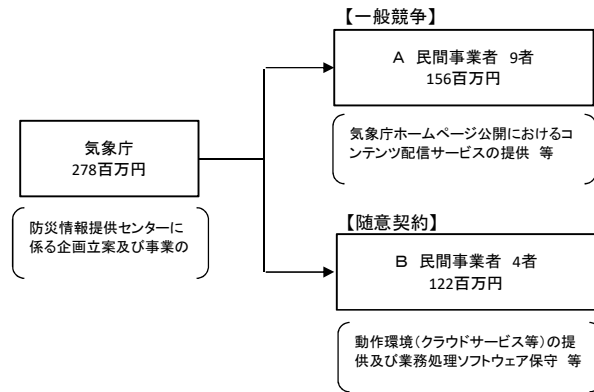 【一般競争】
A 民間事業者 9者
156百万円
気象庁ホームページ公開におけるコ
ンテンツ配信サービスの提供 等
気象庁
278百万円
防災情報提供センターに
係る企画立案及び事業の
【随意契約】
B 民間事業者 4者
122百万円
動作環境(クラウドサービス等)の提
供及び業務処理ソフトウェア保守 等